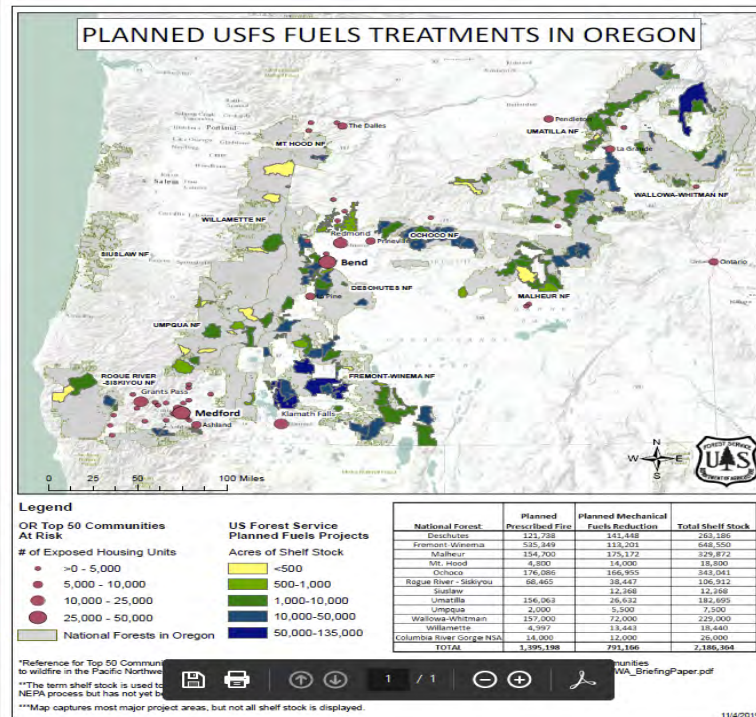 PLANNED USFS FUELS TREATMENTS IN OREGON
The Dalles
Portland
MT HOOD NF
Pendleton
UMATILLA NF
La Grande
Salem
WALLOWA-WHITMAN NF
WILLAMETTE NF
Redmond
Prineville
OCHOCO NF
SIUSLAW NF
Bend
Ontario
DESCHUTES NF
La Pine
MALHEUR NF
UMPQUA NF
ROGUE RIVER
-SISKIYOU NF
FREMONT-WINEMA NF
Grants Pass
Medford
Klamath Falls
Ashland
N
W
E
S
FOREST SERVICE
U S
DEPARTMENT OF AGRICULTURE
0 25 50 100 Miles
Legend
OR Top 50 Communities
At Risk
# of Exposed Housing Units
>0 - 5,000
5,000 - 10,000
10,000 - 25,000
25,000 - 50,000
National Forests in Oregon
US Forest Service
Planned Fuels Projects
Acres of Shelf Stock
<500
500-1,000
1,000-10,000
10,000-50,000
50,000-135,000
National Forest Planned Prescribed Fire Planned Mechanical Fuels Reduction Total Shelf Stock
Deschutes 121,738 141,448 263,186
Fremont-Winema 535,349 113,201 648,550
Malheur 154,700 175,172 329,872
Mt. Hood 4,800 14,000 18,800
Ochoco 176,086 166,955 343,041
Rogue River - Siskiyou 68,465 38,447 106,912
Siuslaw 12,368 12,368
Umatilla 156,063 26,632 182,695
Umpqua 2,000 5,500 7,500
Wallowa-Whitman 157,000 72,000 229,000
Willamette 4,997 13,443 18,440
Columbia River Gorge NSA 14,000 12,000 26,000
TOTAL 1,395,198 791,166 2,186,364
*Reference for Top 50
to wildfire in the Pacific
WA_BriefingPaper.pdf
**The term shelf stock is used to
NEPA process but has not yet
***Map captures most major project areas, but not all shelf stock is displayed.
1 / 1